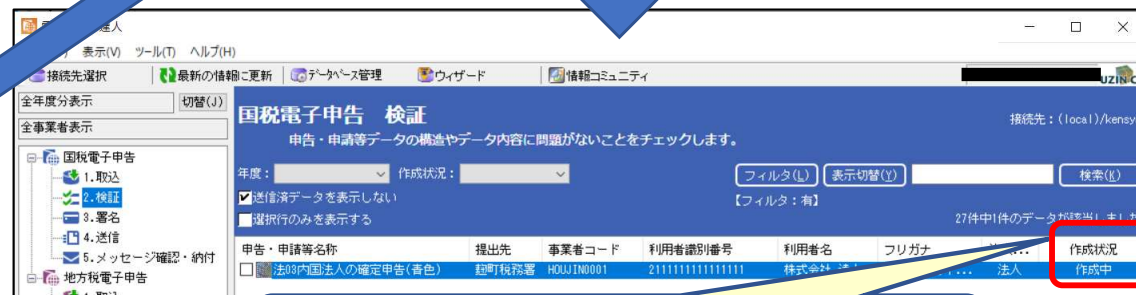 表示(V) ツール(T) ヘルプ(H)
接続先選択 最新の情報に更新 データベース管理 ウィザード 情報コミュニティ
全年度分表示 切替(J)
全事業者表示
国税電子申告 検証
接続先：(local)/kensy
申告・申請等データの構造やデータ内容に問題がないことをチェックします。
国税電子申告
1.取込
2.検証
3.署名
4.送信
5.メッセージ確認・納付
地方税電子申告
年度： 作成状況： フィルタ(L) 表示切替(Y) 検索(K)
送信済データを表示しない 【フィルタ：有】
選択行のみを表示する 27件中1件のデータが該当しました
申告・申請等名称 提出先 事業者コード 利用者識別番号 利用者名 フリガナ 作成状況
法03内国法人の確定申告(青色) 麹町税務署 HOUJIN0001 2111111111111111 株式会社 法人 作成中